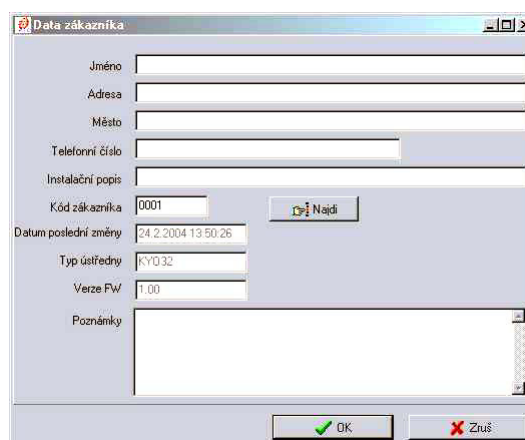 Data zákazníka
Jméno
Adresa
Město
Telefonní číslo
Instalační popis
Kód zákazníka 0001 Najdi
Datum poslední změny 24.2.2004 13:50:26
Typ ústředny KYO32
Verze FW 1.00
Poznámky
OK Zruš